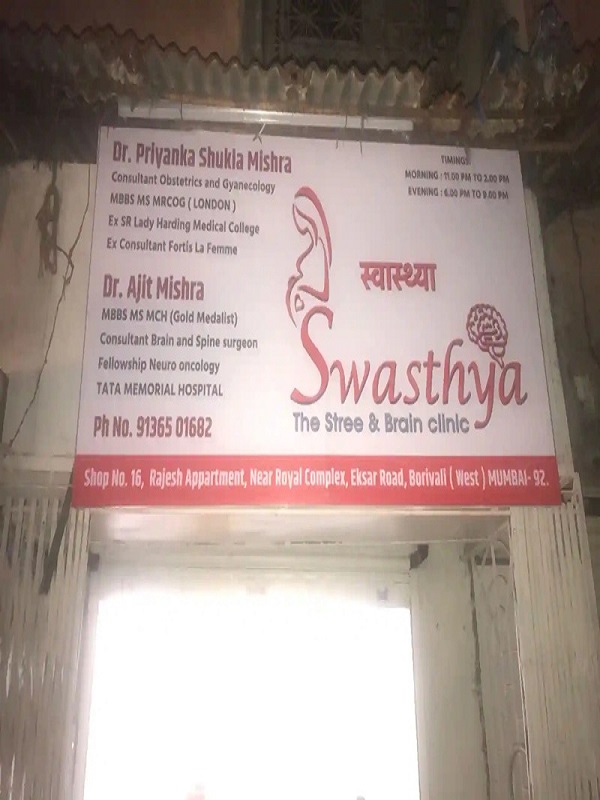 Dr. Priyanka Shukla Mishra
Consultant Obstetrics and Gyanecology
MBBS MS MRCOG ( LONDON )
Ex SR Lady Harding Medical College
Ex Consultant Fortis La Femme
Dr. Ajit Mishra
MBBS MS MCH (Gold Medalist)
Consultant Brain and Spine surgeon
Fellowship Neuro oncology
TATA MEMORIAL HOSPITAL
Ph No. 91365 01682
TIMINGS
MORNING : 11.00 PM TO 2.00 PM
EVENING : 6.00 PM TO 9.00 PM
स्वास्थ्या
Swasthya
The Stree & Brain clinic
Shop No. 16, Rajesh Appartment, Near Royal Complex, Eksar Road, Borivali ( West ) MUMBAI- 92.